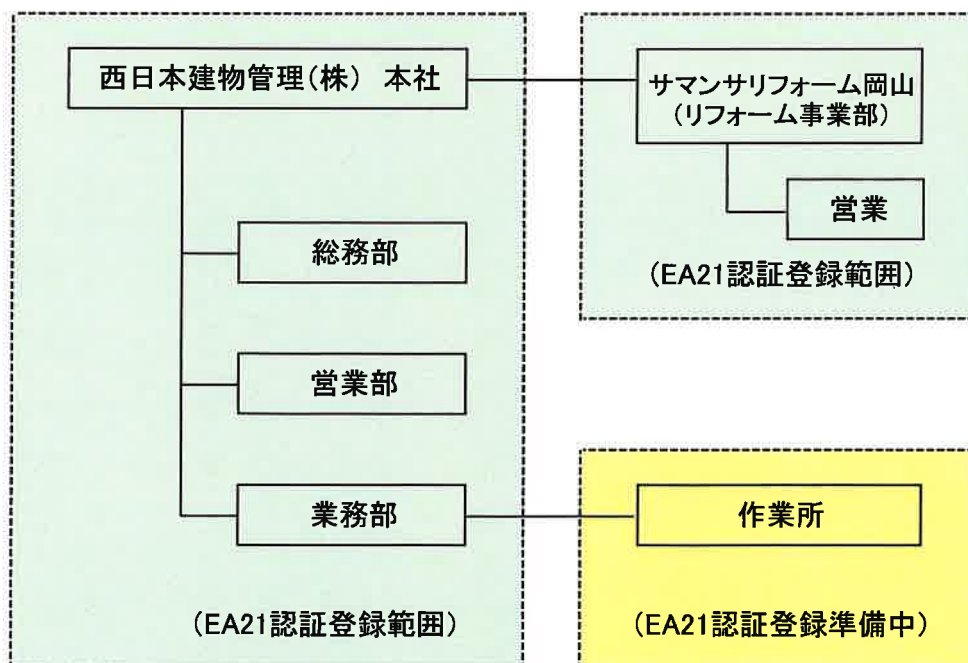 西日本建物管理(株) 本社
総務部
営業部
業務部
(EA21認証登録範囲)
サマンサリフォーム岡山
(リフォーム事業部)
営業
(EA21認証登録範囲)
作業所
(EA21認証登録準備中)